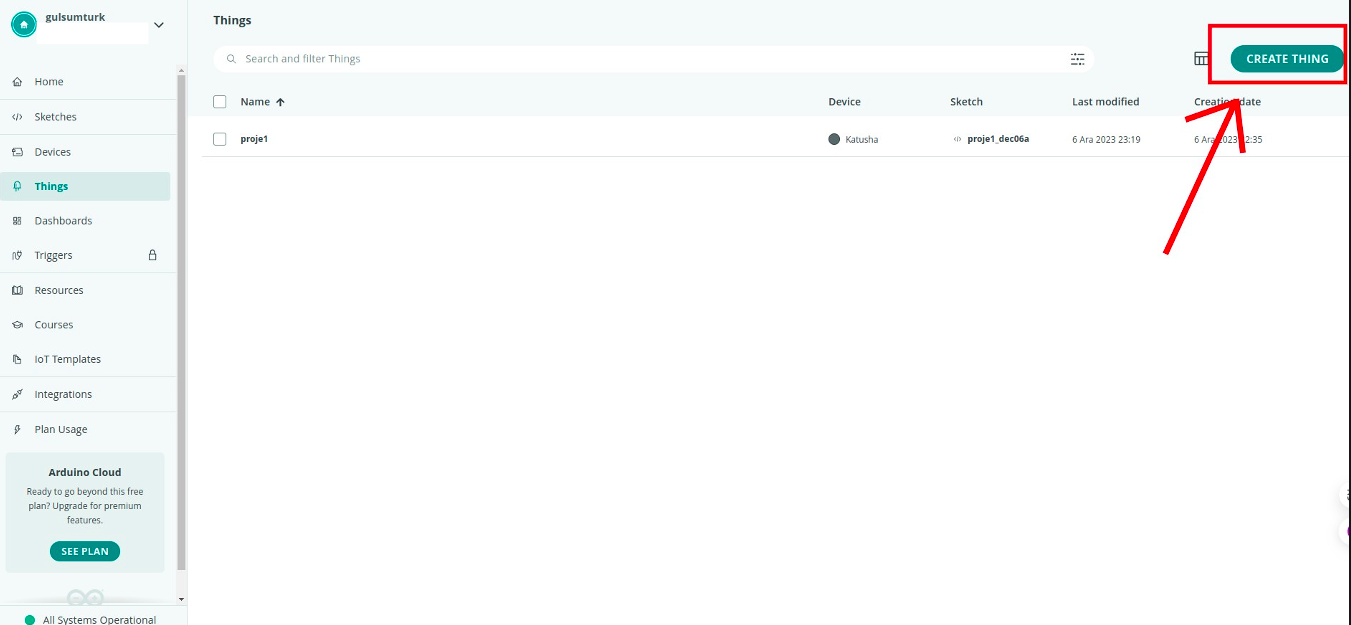 gulsumturk
Home
Sketches
Devices
Things
Dashboards
Triggers
Resources
Courses
IoT Templates
Integrations
Plan Usage
Arduino Cloud
Ready to go beyond this free
plan? Upgrade for premium
features.
SEE PLAN
All Systems Operational
Things
Search and filter Things
CREATE THING
Name Device Sketch Last modified Creation date
proje1 Katusha proje1_dec06a 6 Ara 2023 23:19 6 Ara 2023